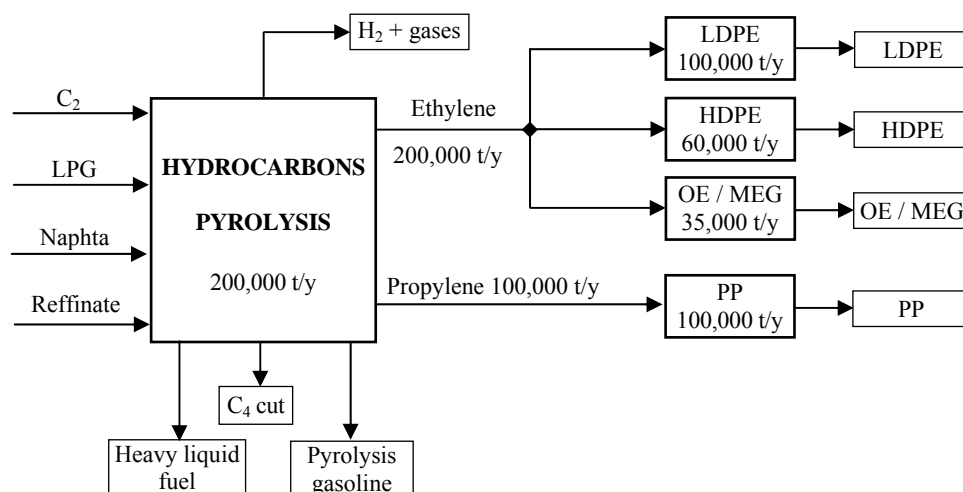 H2 + gases
C2
LPG
Naphta
Reffinate
HYDROCARBONS
PYROLYSIS
200,000 t/y
Ethylene
200,000 t/y
Propylene 100,000 t/y
LDPE
100,000 t/y
LDPE
HDPE
60,000 t/y
HDPE
OE / MEG
35,000 t/y
OE / MEG
PP
100,000 t/y
PP
C4 cut
Heavy liquid
fuel
Pyrolysis
gasoline